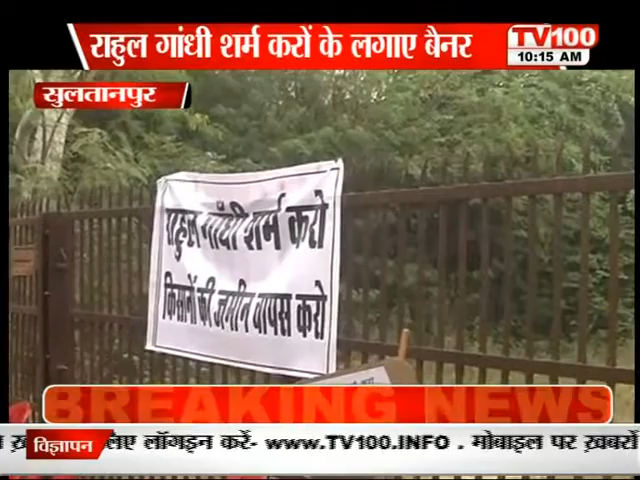 राहुल गांधी शर्म करों के लगाए बैनर
TV100
10:15 AM
सुलतानपुर
राहुल गांधी शर्म करो
किसानों की जमीन वापस करो
BREAKING NEWS
विज्ञापन
लिए लॉगइन करें- www.TV100.INFO . मोबाइल पर ख़बरों